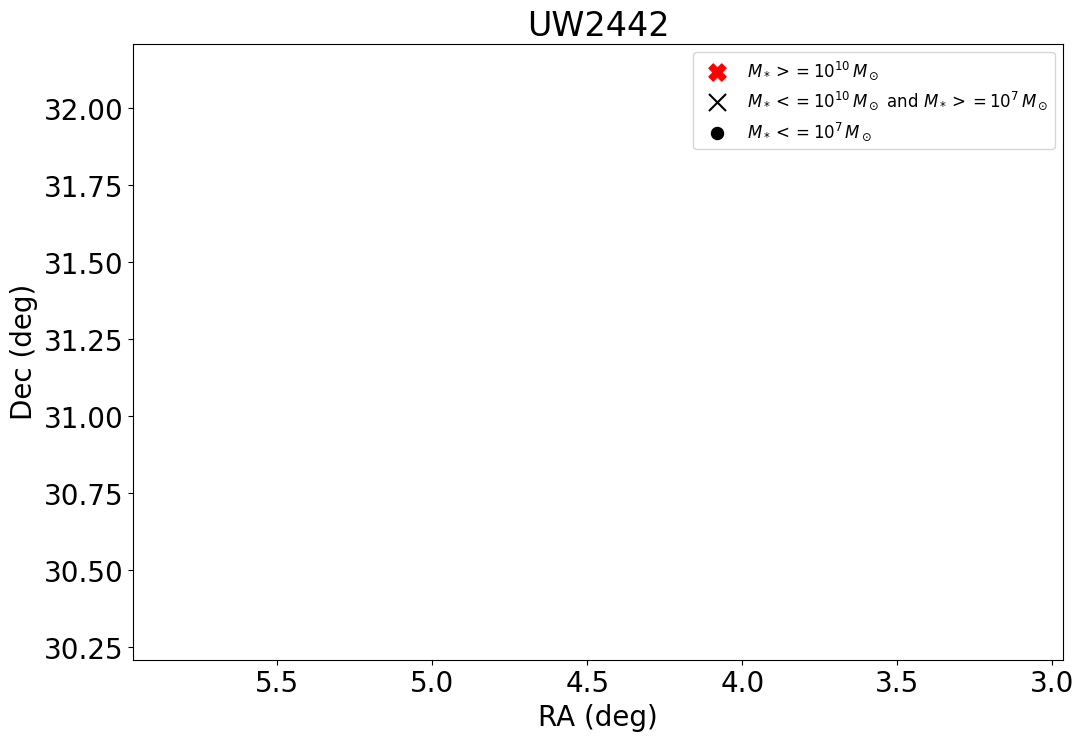 UW2442
M* >= 10^10 M⊙
M* <= 10^10 M⊙ and M* >= 10^7 M⊙
M* <= 10^7 M⊙
32.00
31.75
31.50
31.25
31.00
30.75
30.50
30.25
Dec (deg)
5.5 5.0 4.5 4.0 3.5 3.0
RA (deg)